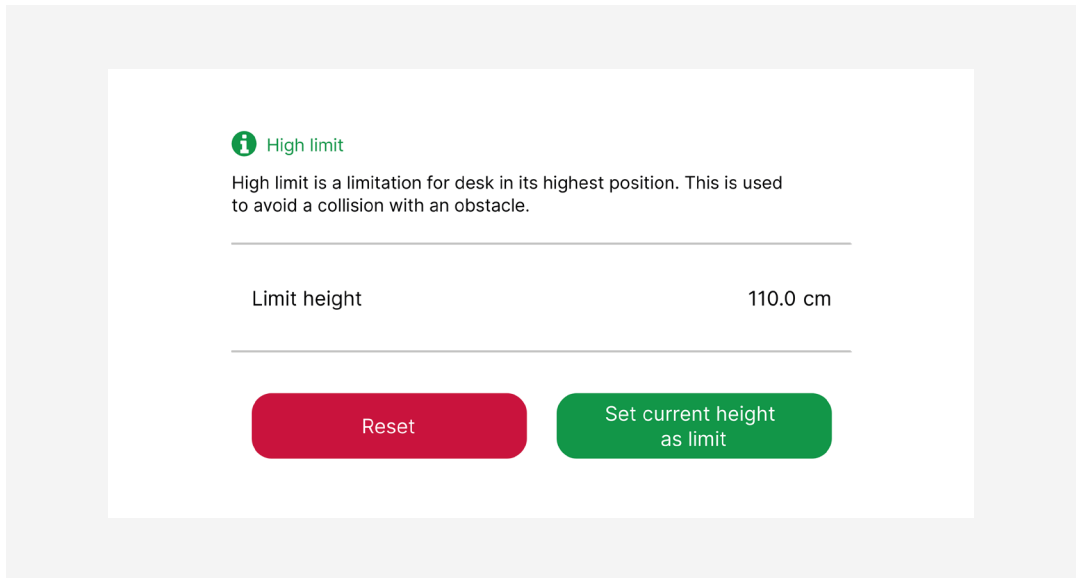 High limit
High limit is a limitation for desk in its highest position. This is used
to avoid a collision with an obstacle.
Limit height 110.0 cm
Reset
Set current height
as limit